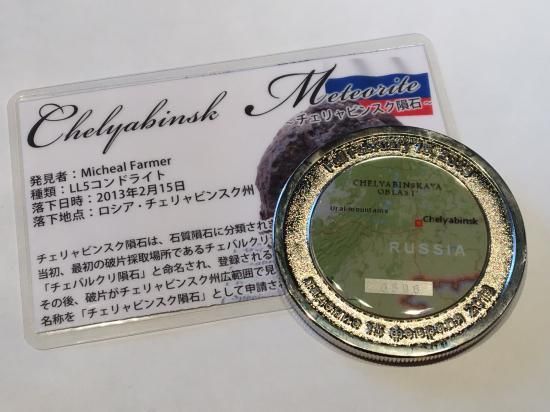 Chelyabinsk Meteorite
～チェリャビンスク隕石～
発見者：Micheal Farmer
種類：LL5コンドライト
落下日時：2013年2月15日
落下地点：ロシア・チェリャビンスク州
チェリャビンスク隕石は、石質隕石に分類され
当初、最初の破片採取場所であるチェバルクリ
「チェバルクリ隕石」と命名され、登録される
その後、破片がチェリャビンスク州広範囲で見
名称を「チェリャビンスク隕石」として申請さ
CHELYABINSKAYA
OBLAST'
Ural mountains
Chelyabinsk
RUSSIA